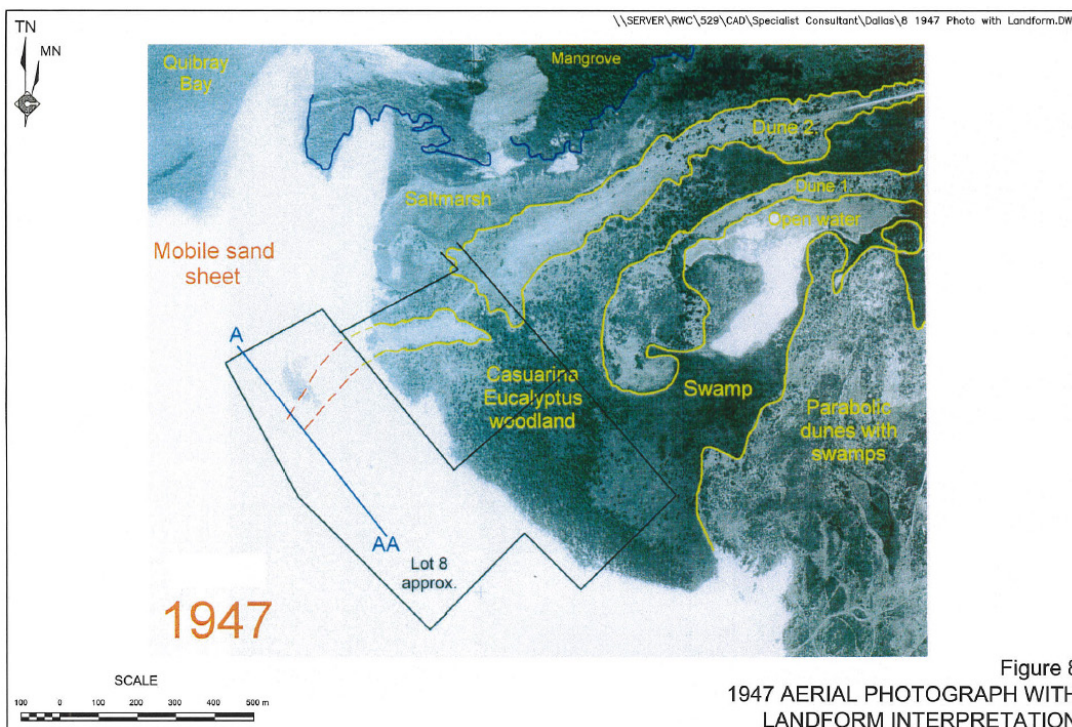 \\SERVER\RWC\529\CAD\Specialist Consultant\Dallas\8 1947 Photo with Landform.DW
TN
MN
Quibray
Bay
Mangrove
Dune 2
Dune 1
Saltmarsh
Open water
Mobile sand
sheet
A
Casuarina
Eucalyptus
woodland
Swamp
Parabolic
dunes with
swamps
AA
Lot 8
approx.
1947
SCALE
100 0 100 200 300 400 500 m
Figure 8
1947 AERIAL PHOTOGRAPH WITH
LANDFORM INTERPRETATION